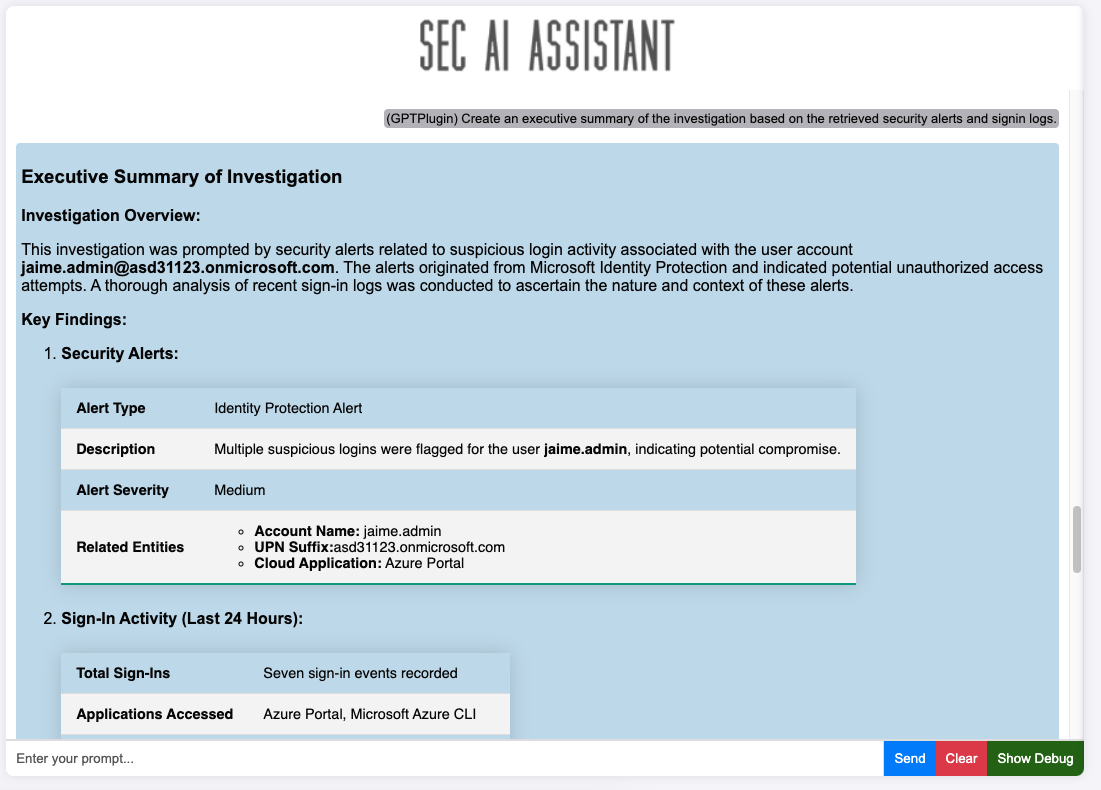 SEC AI ASSISTANT
(GPTPlugin) Create an executive summary of the investigation based on the retrieved security alerts and signin logs.
Executive Summary of Investigation
Investigation Overview:
This investigation was prompted by security alerts related to suspicious login activity associated with the user account
jaime.admin@asd31123.onmicrosoft.com. The alerts originated from Microsoft Identity Protection and indicated potential unauthorized access
attempts. A thorough analysis of recent sign-in logs was conducted to ascertain the nature and context of these alerts.
Key Findings:
1. Security Alerts:
Alert Type Identity Protection Alert
Description Multiple suspicious logins were flagged for the user jaime.admin, indicating potential compromise.
Alert Severity Medium
Related Entities
◦ Account Name: jaime.admin
◦ UPN Suffix:asd31123.onmicrosoft.com
◦ Cloud Application: Azure Portal
2. Sign-In Activity (Last 24 Hours):
Total Sign-Ins Seven sign-in events recorded
Applications Accessed Azure Portal, Microsoft Azure CLI
Enter your prompt... Send Clear Show Debug